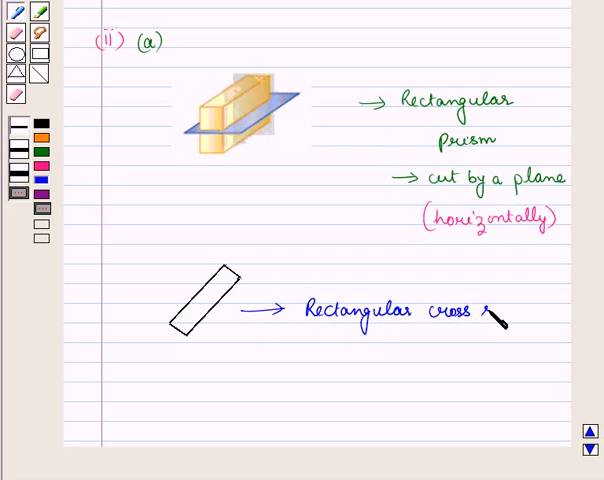 (ii) (a)
→ Rectangular
prism
→ cut by a plane
(horizontally)
→ Rectangular cross s